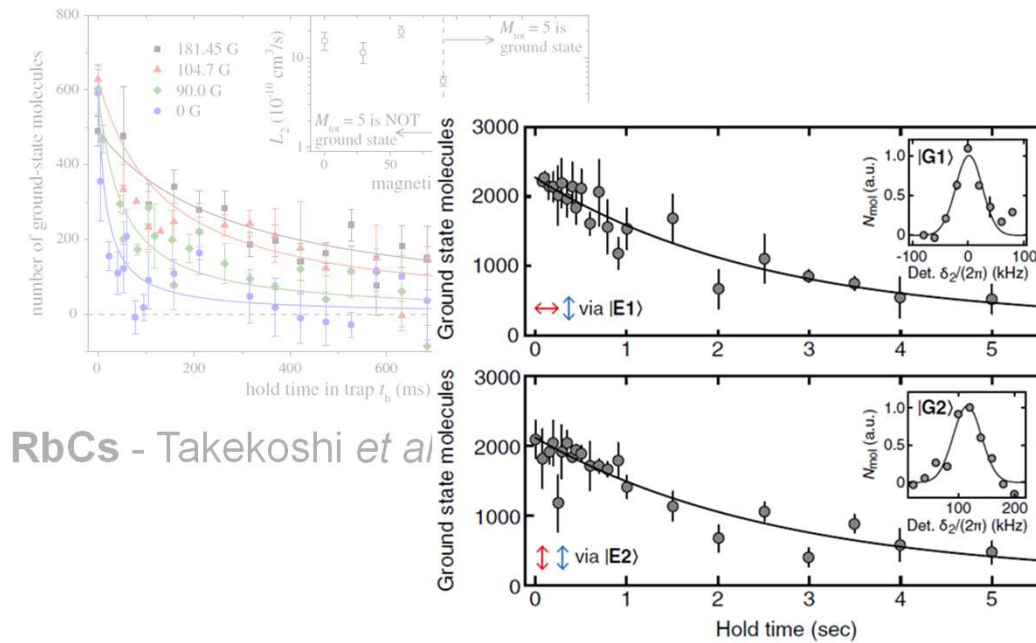 800
600
400
200
0
number of ground-state molecules
181.45 G
104.7 G
90.0 G
0 G
0 200 400 600
hold time in trap t_h (ms)
10
1
L_2 (10^-10 cm^3/s)
M_tot = 5 is
ground state
M_tot = 5 is NOT
ground state
0 50
magneti
RbCs - Takekoshi et al
3000
2000
1000
0
Ground state molecules
via |E1⟩
0 1 2 3 4 5
|G1⟩
1.0
0.5
0
N_mol (a.u.)
-100 0 100
Det. δ_2/(2π) (kHz)
3000
2000
1000
0
Ground state molecules
via |E2⟩
0 1 2 3 4 5
Hold time (sec)
|G2⟩
1.0
0.5
0
N_mol (a.u.)
100 200
Det. δ_2/(2π) (kHz)